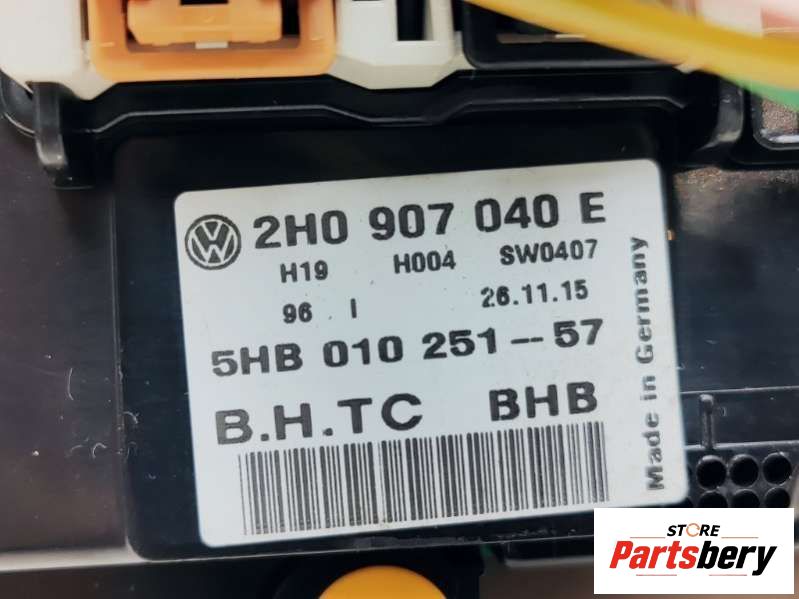 VW 2H0 907 040 E
H19 H004 SW0407
96 I 26.11.15
5HB 010 251--57
B.H.TC BHB
Made in Germany
STORE
Partsbery